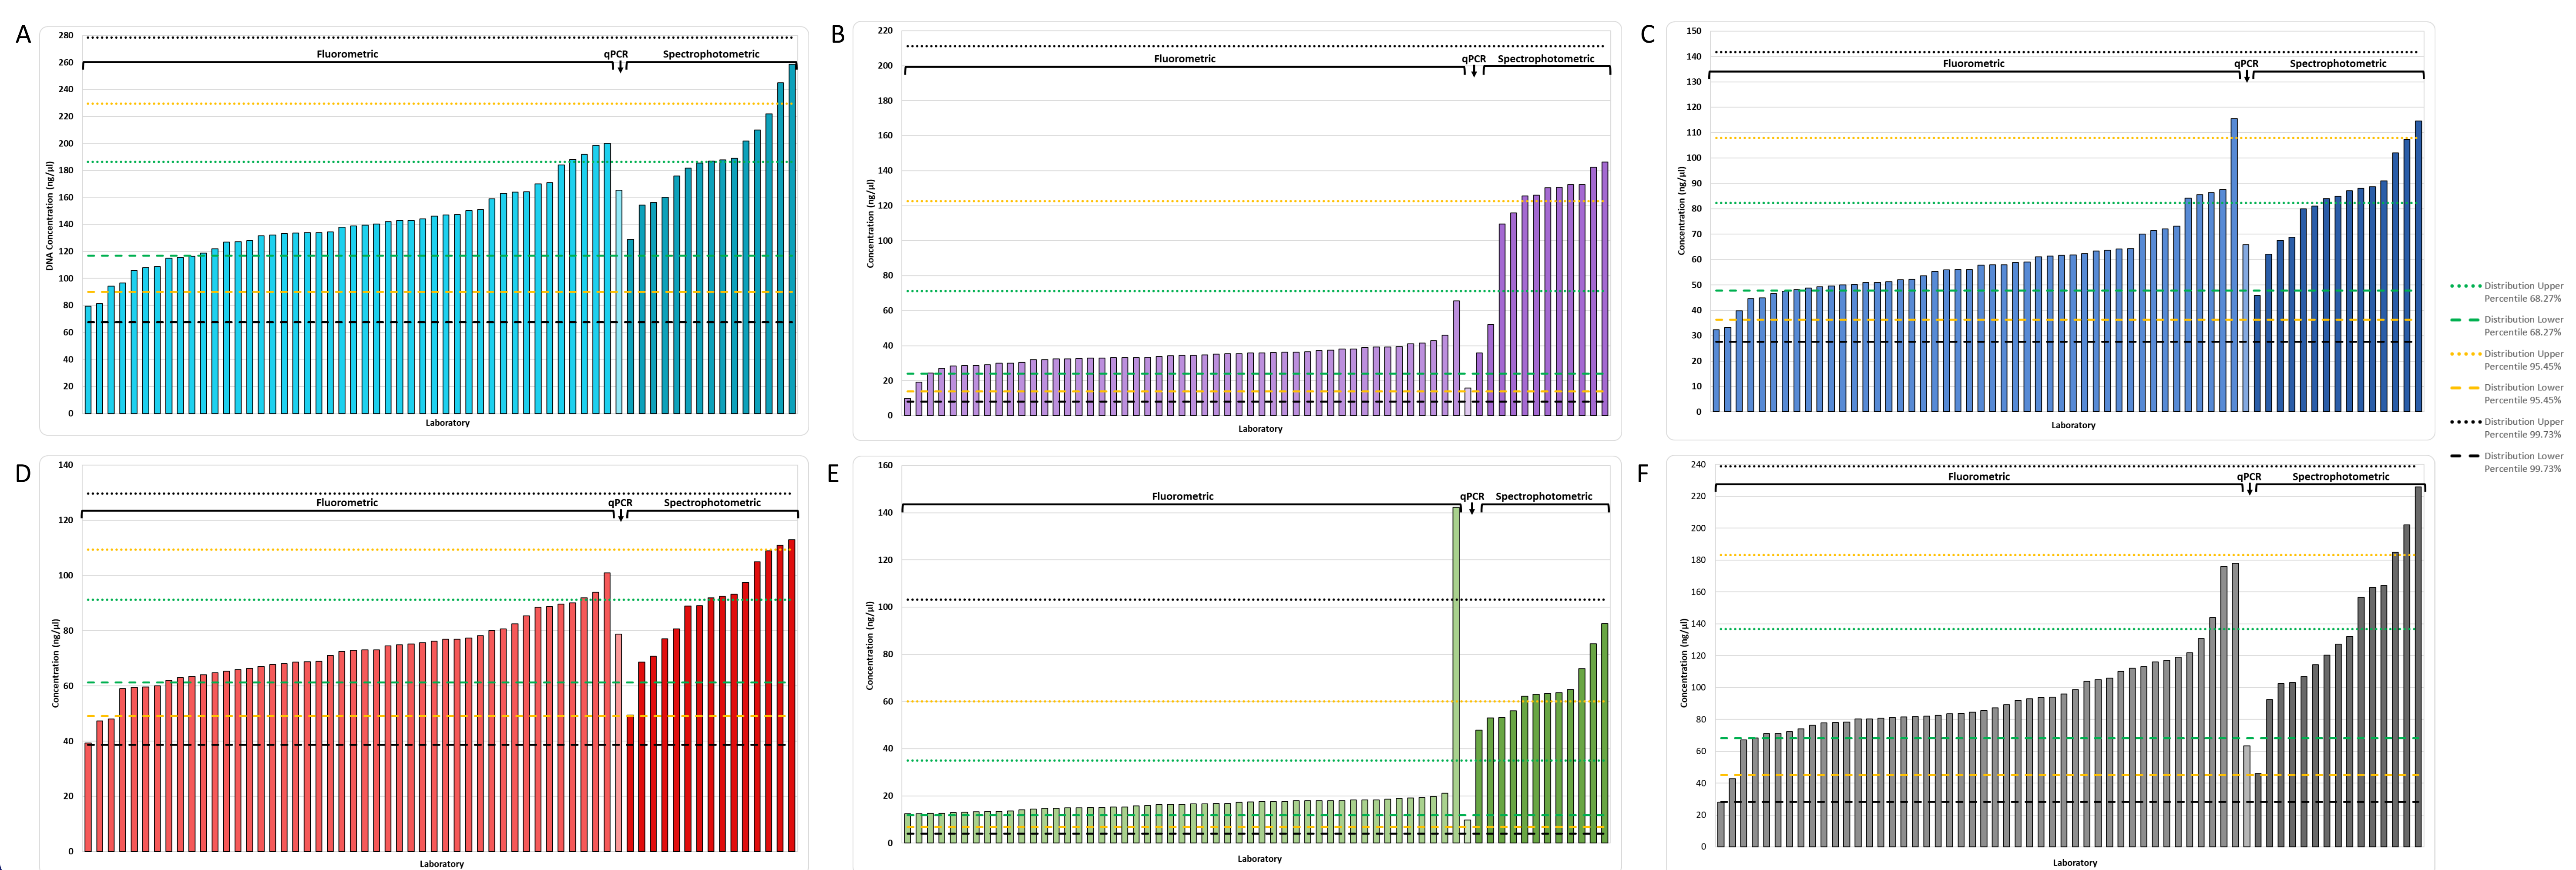 A
280
260
240
220
200
180
160
140
120
100
80
60
40
20
0
DNA Concentration (ng/µl)
Fluorometric
qPCR
Spectrophotometric
Laboratory
B
220
200
180
160
140
120
100
80
60
40
20
0
Concentration (ng/µl)
Fluorometric
qPCR
Spectrophotometric
Laboratory
C
150
140
130
120
110
100
90
80
70
60
50
40
30
20
10
0
Concentration (ng/µl)
Fluorometric
qPCR
Spectrophotometric
Laboratory
Distribution Upper
Percentile 68.27%
Distribution Lower
Percentile 68.27%
Distribution Upper
Percentile 95.45%
Distribution Lower
Percentile 95.45%
Distribution Upper
Percentile 99.73%
Distribution Lower
Percentile 99.73%
D
140
120
100
80
60
40
20
0
Concentration (ng/µl)
Fluorometric
qPCR
Spectrophotometric
Laboratory
E
160
140
120
100
80
60
40
20
0
Concentration (ng/µl)
Fluorometric
qPCR
Spectrophotometric
Laboratory
F
240
220
200
180
160
140
120
100
80
60
40
20
0
Concentration (ng/µl)
Fluorometric
qPCR
Spectrophotometric
Laboratory